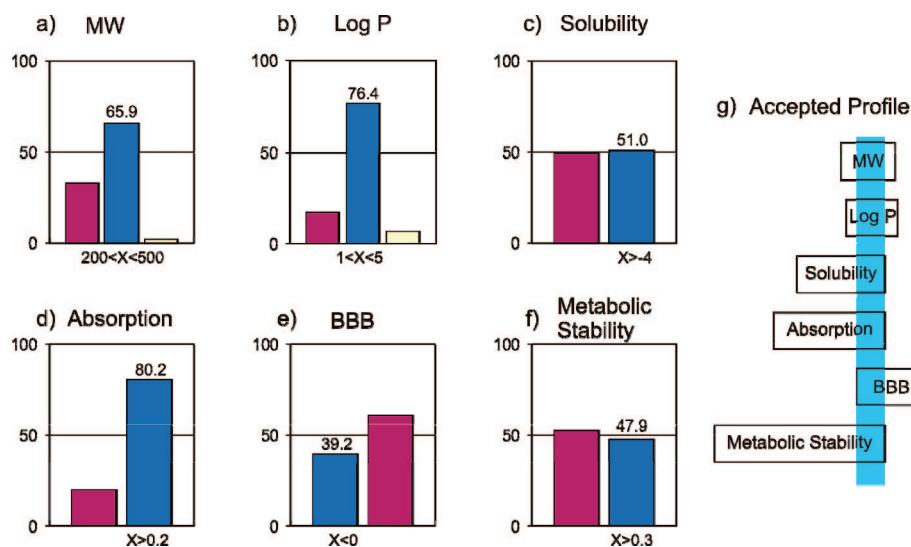 a) MW
100
50
0
65.9
200<X<500
b) Log P
100
50
0
76.4
1<X<5
c) Solubility
100
50
0
51.0
X>-4
d) Absorption
100
50
0
80.2
X>0.2
e) BBB
100
50
0
39.2
X<0
f) Metabolic
Stability
100
50
0
47.9
X>0.3
g) Accepted Profile
MW
Log P
Solubility
Absorption
BBB
Metabolic Stability